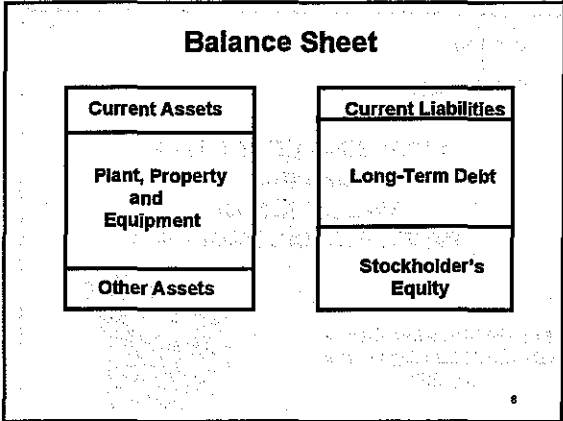 Balance Sheet
Current Assets
Plant, Property
and
Equipment
Other Assets
Current Liabilities
Long-Term Debt
Stockholder's
Equity
8